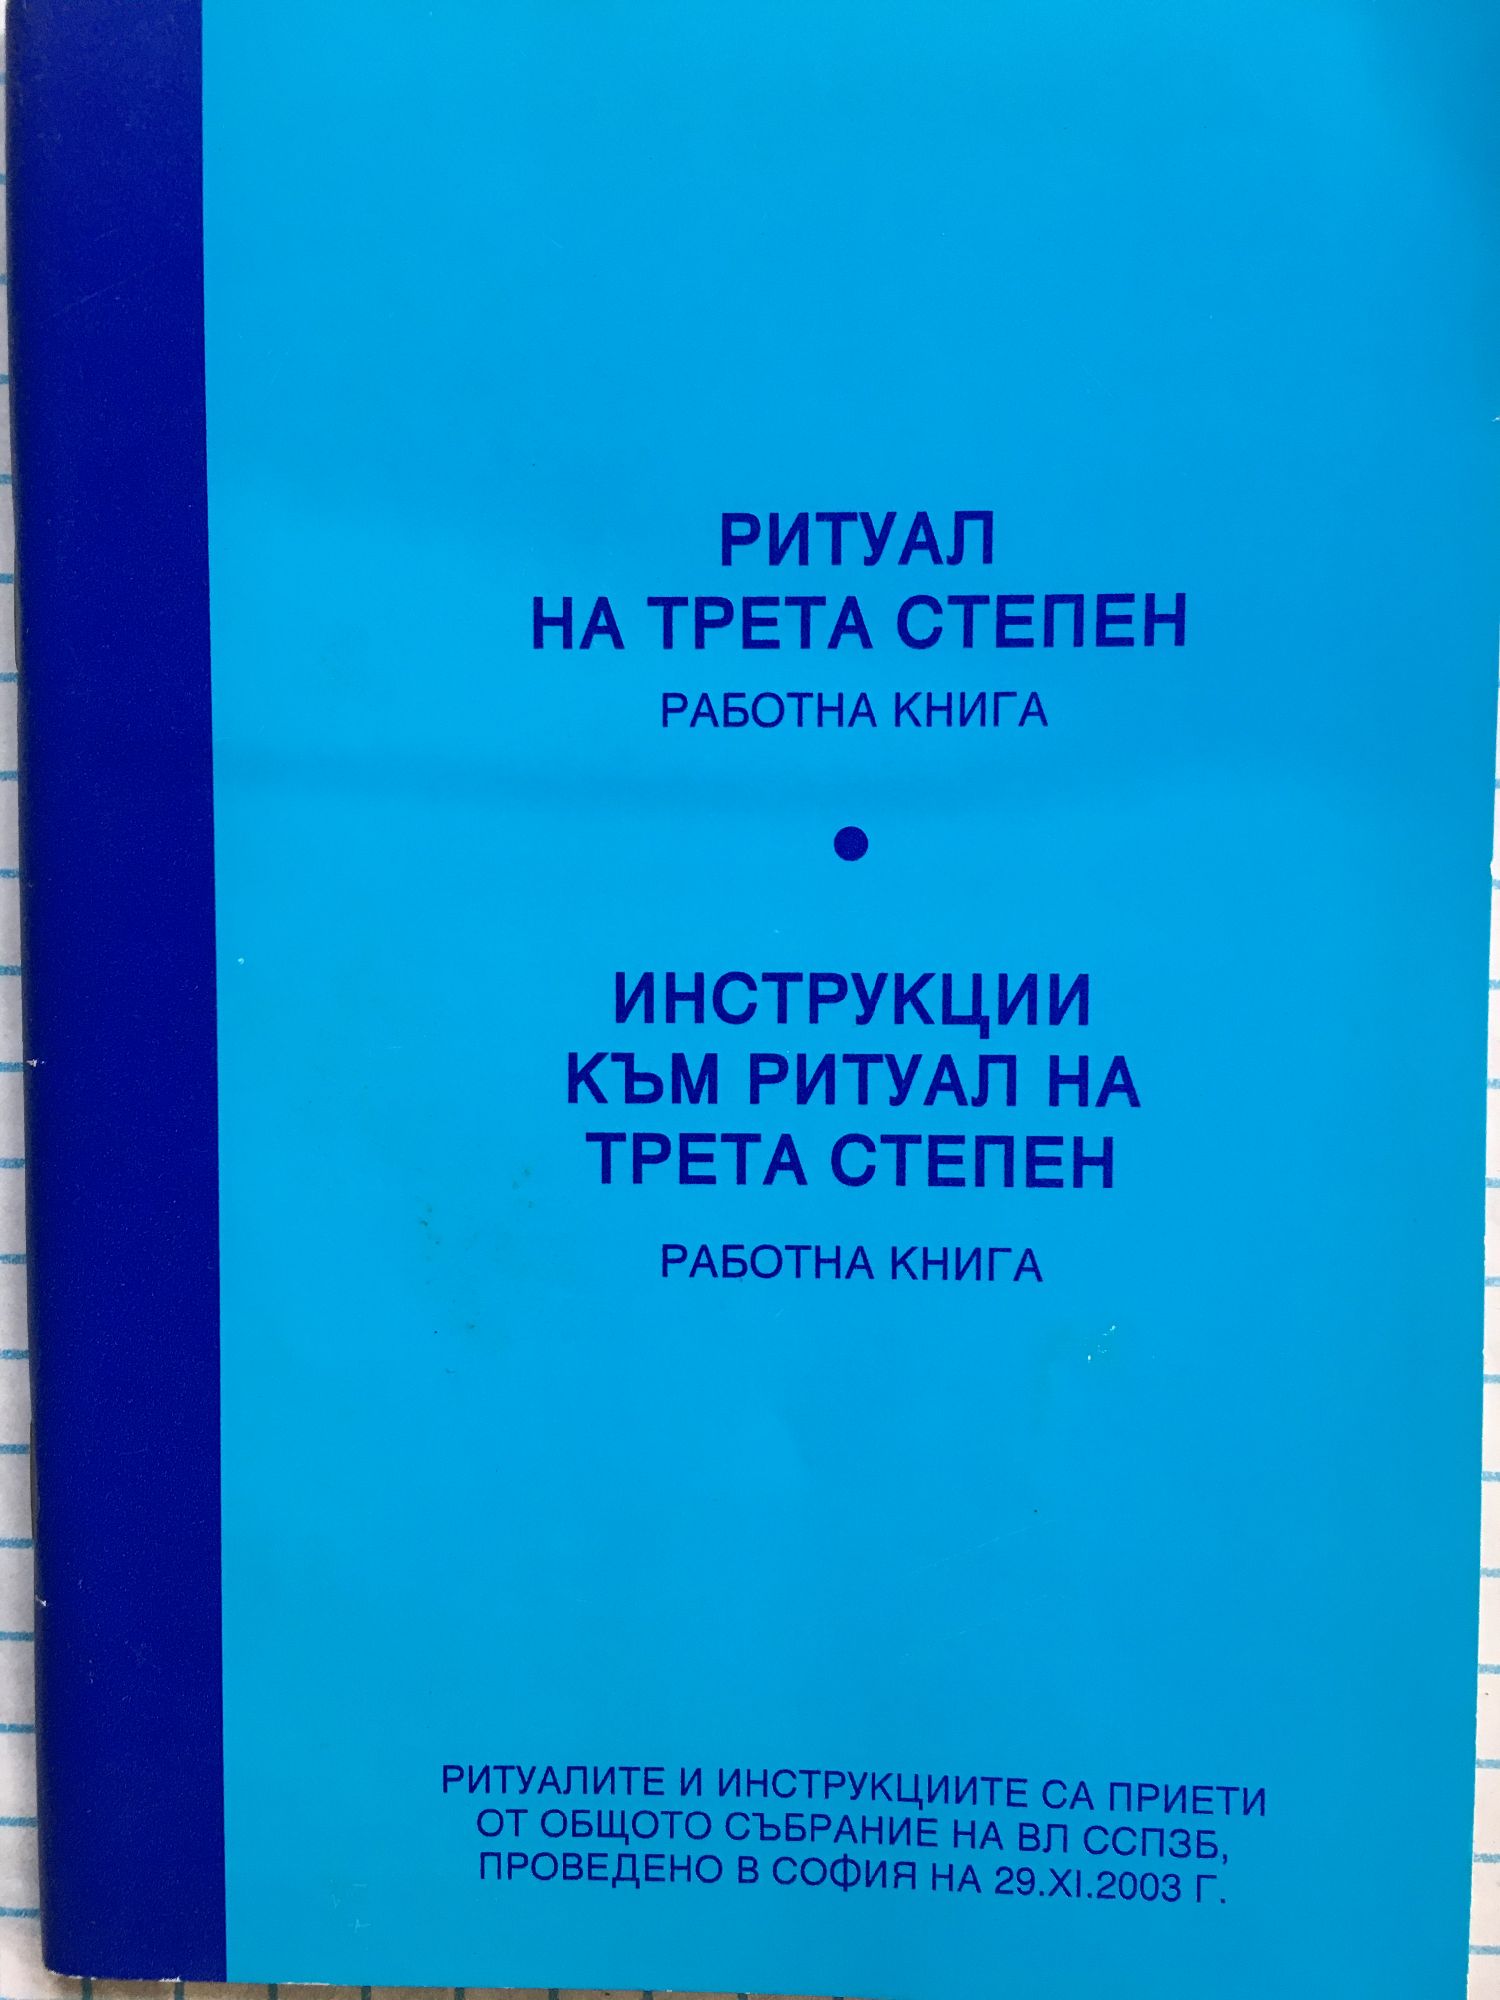 РИТУАЛ
НА ТРЕТА СТЕПЕН
РАБОТНА КНИГА
●
ИНСТРУКЦИИ
КЪМ РИТУАЛ НА
ТРЕТА СТЕПЕН
РАБОТНА КНИГА
РИТУАЛИТЕ И ИНСТРУКЦИИТЕ СА ПРИЕТИ
ОТ ОБЩОТО СЪБРАНИЕ НА ВЛ ССПЗБ,
ПРОВЕДЕНО В СОФИЯ НА 29.XI.2003 Г.